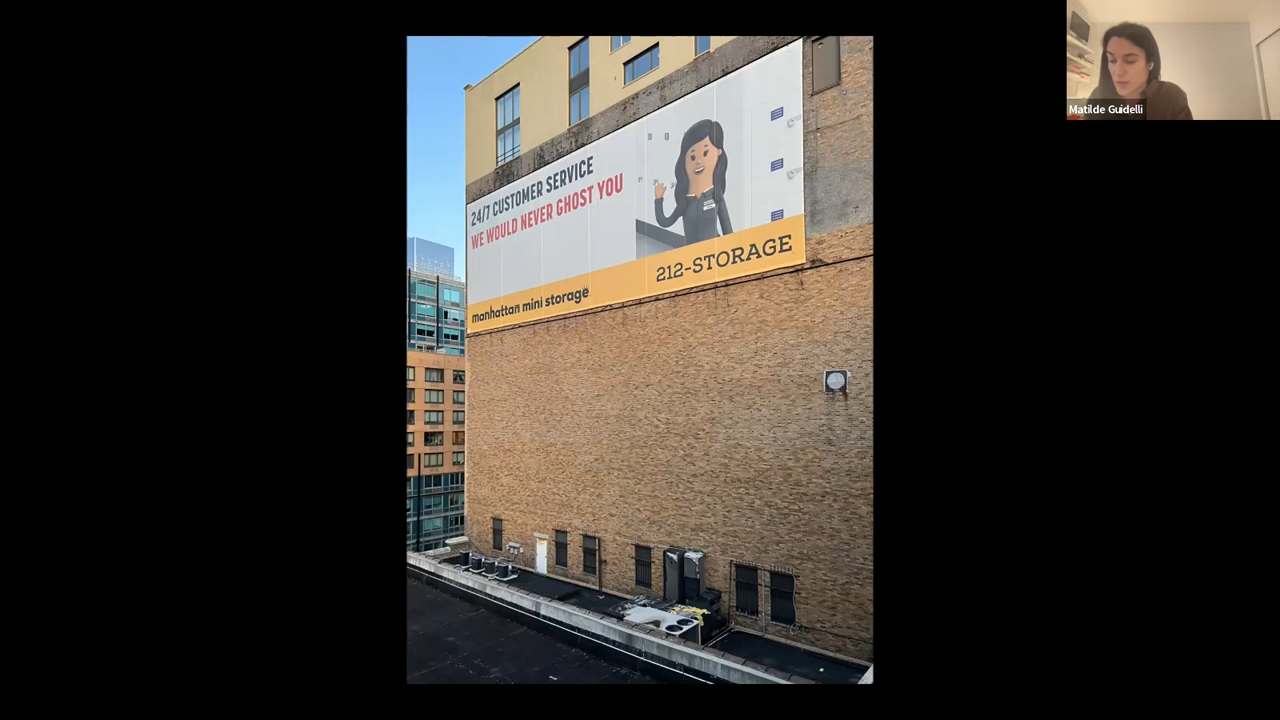 24/7 CUSTOMER SERVICE
WE WOULD NEVER GHOST YOU
212-STORAGE
manhattan mini storage
Matilde Guidelli